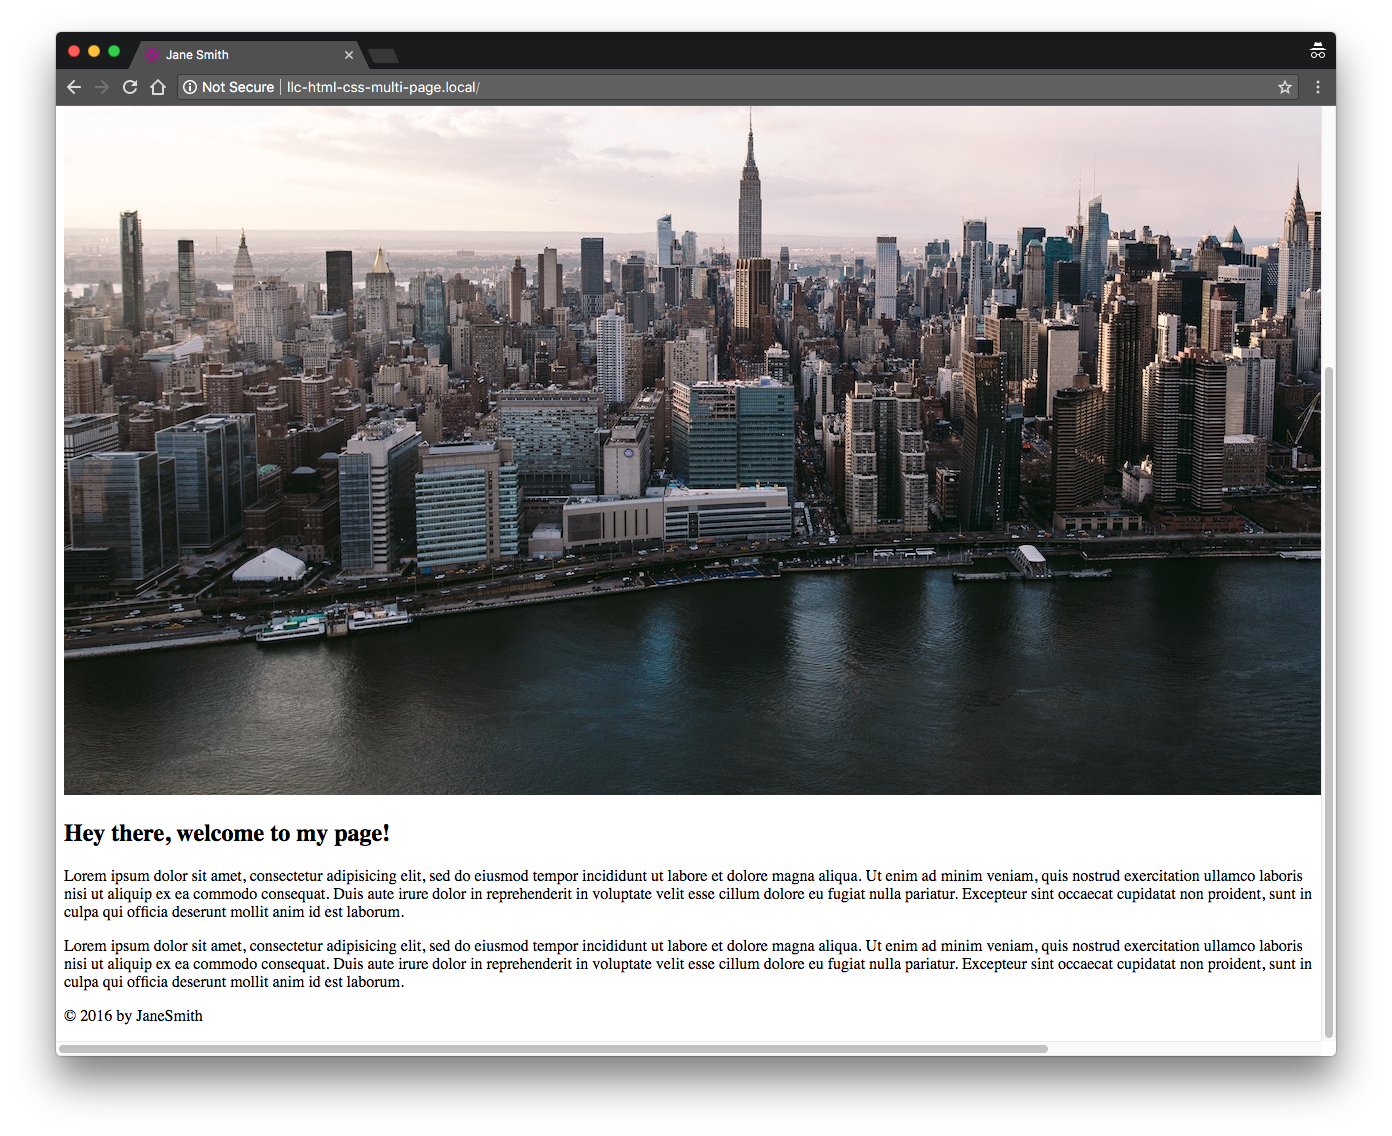 Jane Smith
Not Secure | llc-html-css-multi-page.local/
Hey there, welcome to my page!
Lorem ipsum dolor sit amet, consectetur adipisicing elit, sed do eiusmod tempor incididunt ut labore et dolore magna aliqua. Ut enim ad minim veniam, quis nostrud exercitation ullamco laboris
nisi ut aliquip ex ea commodo consequat. Duis aute irure dolor in reprehenderit in voluptate velit esse cillum dolore eu fugiat nulla pariatur. Excepteur sint occaecat cupidatat non proident, sunt in
culpa qui officia deserunt mollit anim id est laborum.
Lorem ipsum dolor sit amet, consectetur adipisicing elit, sed do eiusmod tempor incididunt ut labore et dolore magna aliqua. Ut enim ad minim veniam, quis nostrud exercitation ullamco laboris
nisi ut aliquip ex ea commodo consequat. Duis aute irure dolor in reprehenderit in voluptate velit esse cillum dolore eu fugiat nulla pariatur. Excepteur sint occaecat cupidatat non proident, sunt in
culpa qui officia deserunt mollit anim id est laborum.
© 2016 by JaneSmith